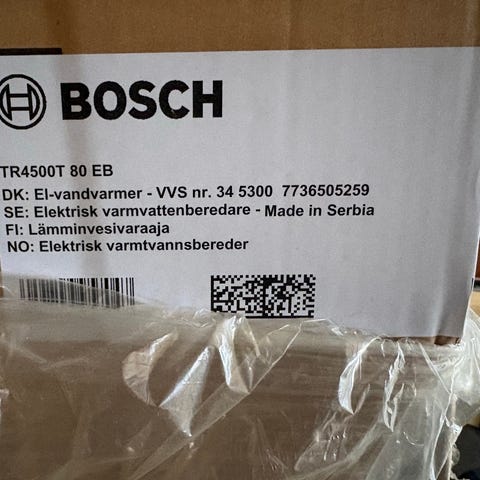 BOSCH
TR4500T 80 EB
DK: El-vandvarmer - VVS nr. 34 5300 7736505259
SE: Elektrisk varmvattenberedare - Made in Serbia
FI: Lämminvesivaraaja
NO: Elektrisk varmtvannsbereder